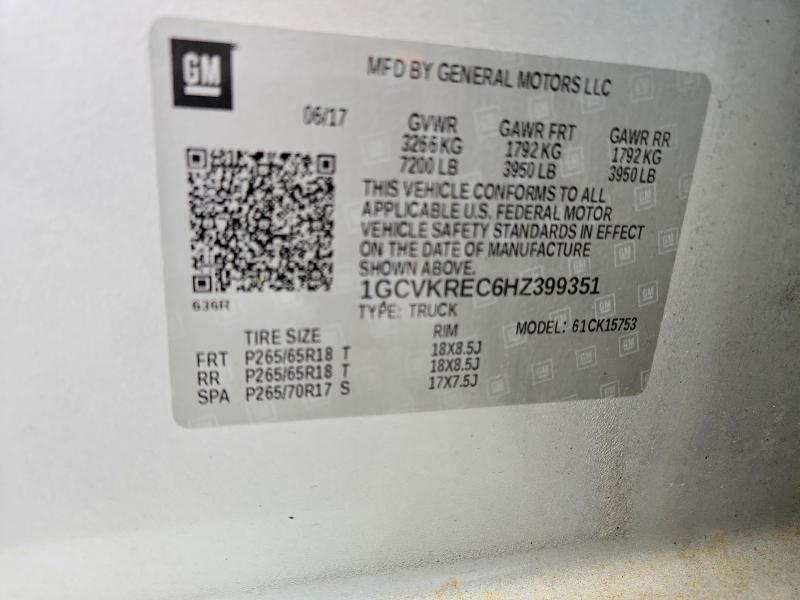 GM
MFD BY GENERAL MOTORS LLC
06/17
GVWR GAWR FRT GAWR RR
3266 KG 1792 KG 1792 KG
7200 LB 3950 LB 3950 LB
THIS VEHICLE CONFORMS TO ALL
APPLICABLE U.S. FEDERAL MOTOR
VEHICLE SAFETY STANDARDS IN EFFECT
ON THE DATE OF MANUFACTURE
SHOWN ABOVE.
1GCVKREC6HZ399351
636R
TYPE: TRUCK
MODEL: 61CK15753
TIRE SIZE RIM
FRT P265/65R18 T 18X8.5J
RR P265/65R18 T 18X8.5J
SPA P265/70R17 S 17X7.5J